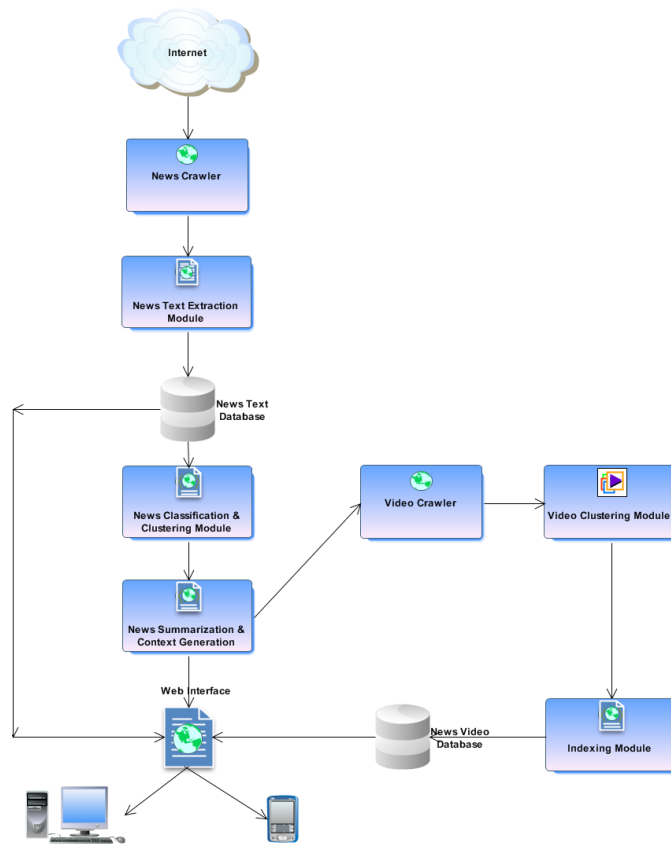 Internet
News Crawler
News Text Extraction
Module
News Text
Database
News Classification &
Clustering Module
Video Crawler
Video Clustering Module
News Summarization &
Context Generation
Web Interface
News Video
Database
Indexing Module